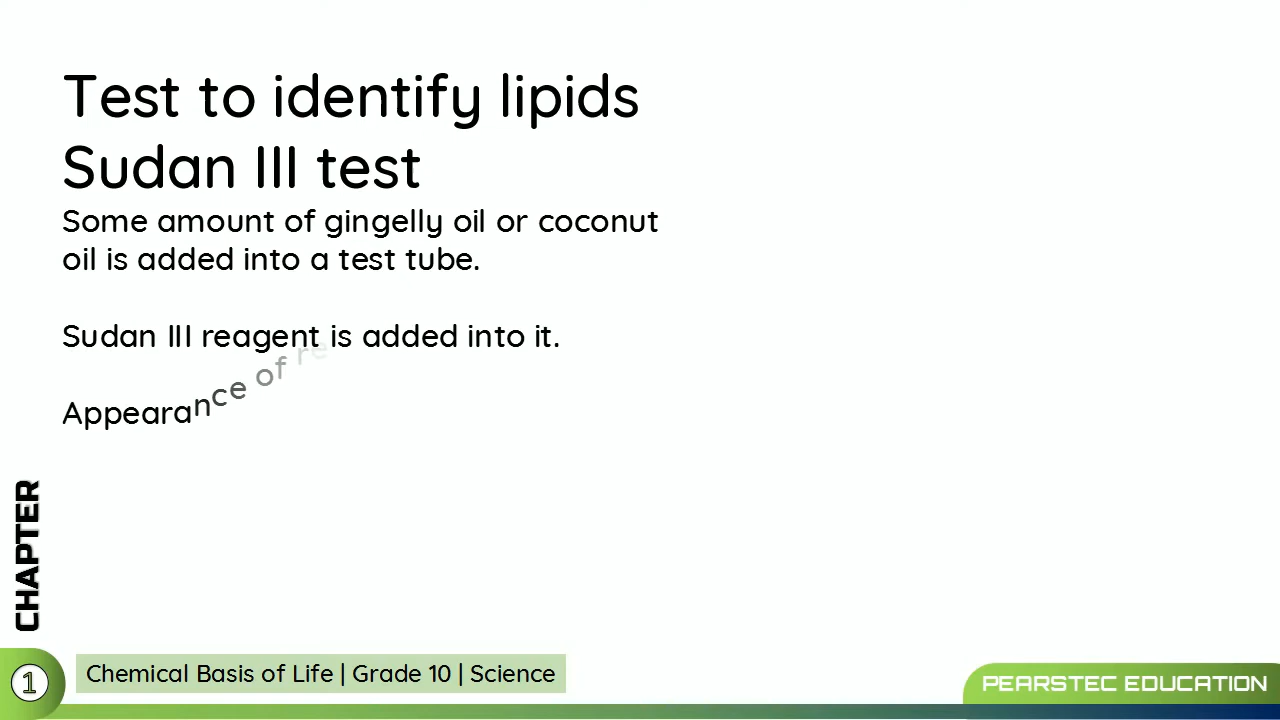 Test to identify lipids
Sudan III test
Some amount of gingelly oil or coconut
oil is added into a test tube.
Sudan III reagent is added into it.
Appearance of re
CHAPTER
1
Chemical Basis of Life | Grade 10 | Science
PEARSTEC EDUCATION